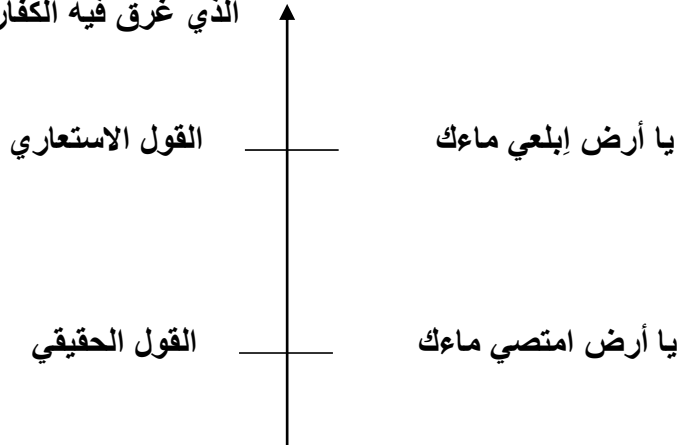 الذي غرق فيه الكفار
يا أرض اِبلعي ماءك القول الاستعاري
يا أرض امتصي ماءك القول الحقيقي